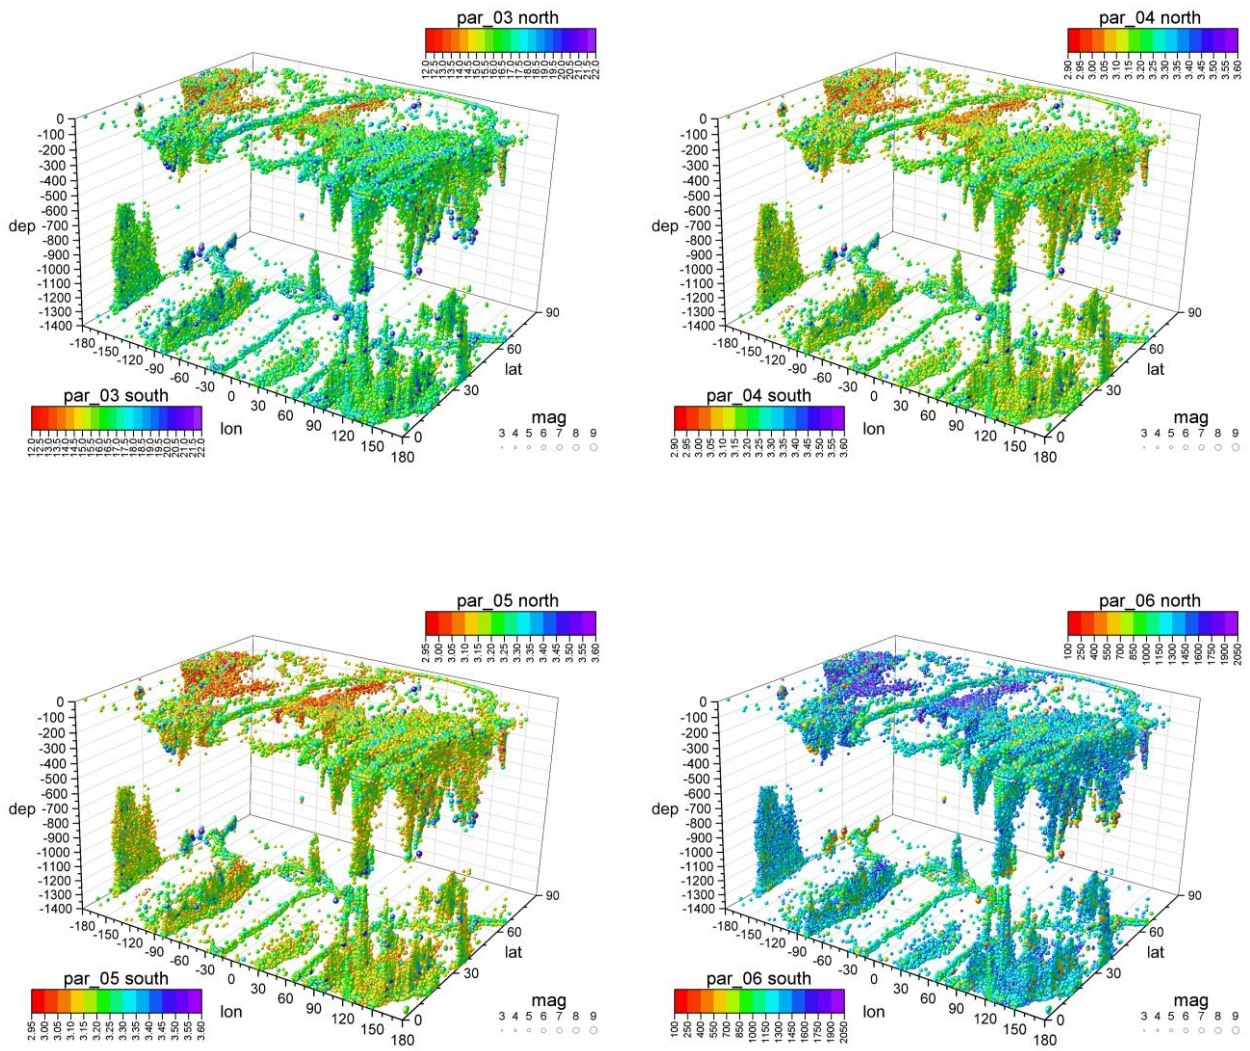 par_03 north
12.0 12.5 13.0 13.5 14.0 14.5 15.0 15.5 16.0 16.5 17.0 17.5 18.0 18.5 19.0 19.5 20.0 20.5 21.0 21.5 22.0
0
-100
-200
-300
-400
-500
-600
-700
dep
-800
-900
-1000
-1100
-1200
-1300
-1400
-180 -150 -120 -90 -60 -30 0 30 60 90 120 150 180
lon
0 30 60 90
lat
par_03 south
12.0 12.5 13.0 13.5 14.0 14.5 15.0 15.5 16.0 16.5 17.0 17.5 18.0 18.5 19.0 19.5 20.0 20.5 21.0 21.5 22.0
mag
3 4 5 6 7 8 9
par_04 north
2.90 2.95 3.00 3.05 3.10 3.15 3.20 3.25 3.30 3.35 3.40 3.45 3.50 3.55 3.60
0
-100
-200
-300
-400
-500
-600
-700
dep
-800
-900
-1000
-1100
-1200
-1300
-1400
-180 -150 -120 -90 -60 -30 0 30 60 90 120 150 180
lon
0 30 60 90
lat
par_04 south
2.90 2.95 3.00 3.05 3.10 3.15 3.20 3.25 3.30 3.35 3.40 3.45 3.50 3.55 3.60
mag
3 4 5 6 7 8 9
par_05 north
2.95 3.00 3.05 3.10 3.15 3.20 3.25 3.30 3.35 3.40 3.45 3.50 3.55 3.60
0
-100
-200
-300
-400
-500
-600
-700
dep
-800
-900
-1000
-1100
-1200
-1300
-1400
-180 -150 -120 -90 -60 -30 0 30 60 90 120 150 180
lon
0 30 60 90
lat
par_05 south
2.95 3.00 3.05 3.10 3.15 3.20 3.25 3.30 3.35 3.40 3.45 3.50 3.55 3.60
mag
3 4 5 6 7 8 9
par_06 north
100 250 400 550 700 850 1000 1150 1300 1450 1600 1750 1900 2050
0
-100
-200
-300
-400
-500
-600
-700
dep
-800
-900
-1000
-1100
-1200
-1300
-1400
-180 -150 -120 -90 -60 -30 0 30 60 90 120 150 180
lon
0 30 60 90
lat
par_06 south
100 250 400 550 700 850 1000 1150 1300 1450 1600 1750 1900 2050
mag
3 4 5 6 7 8 9